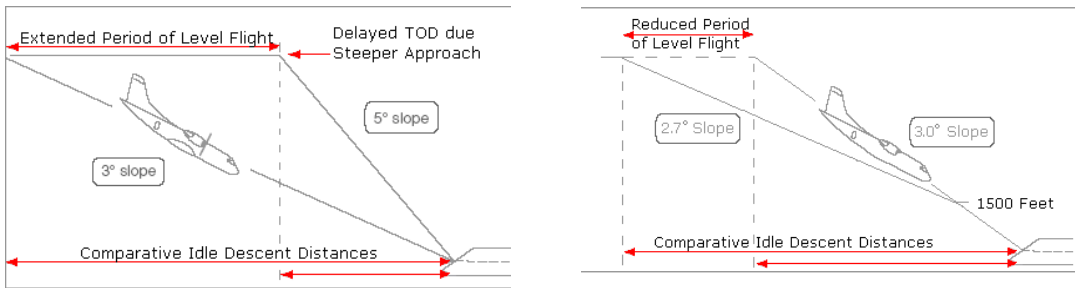 Extended Period of Level Flight
Delayed TOD due
Steeper Approach
5° slope
3° slope
Comparative Idle Descent Distances
Reduced Period
of Level Flight
2.7° Slope
3.0° Slope
1500 Feet
Comparative Idle Descent Distances